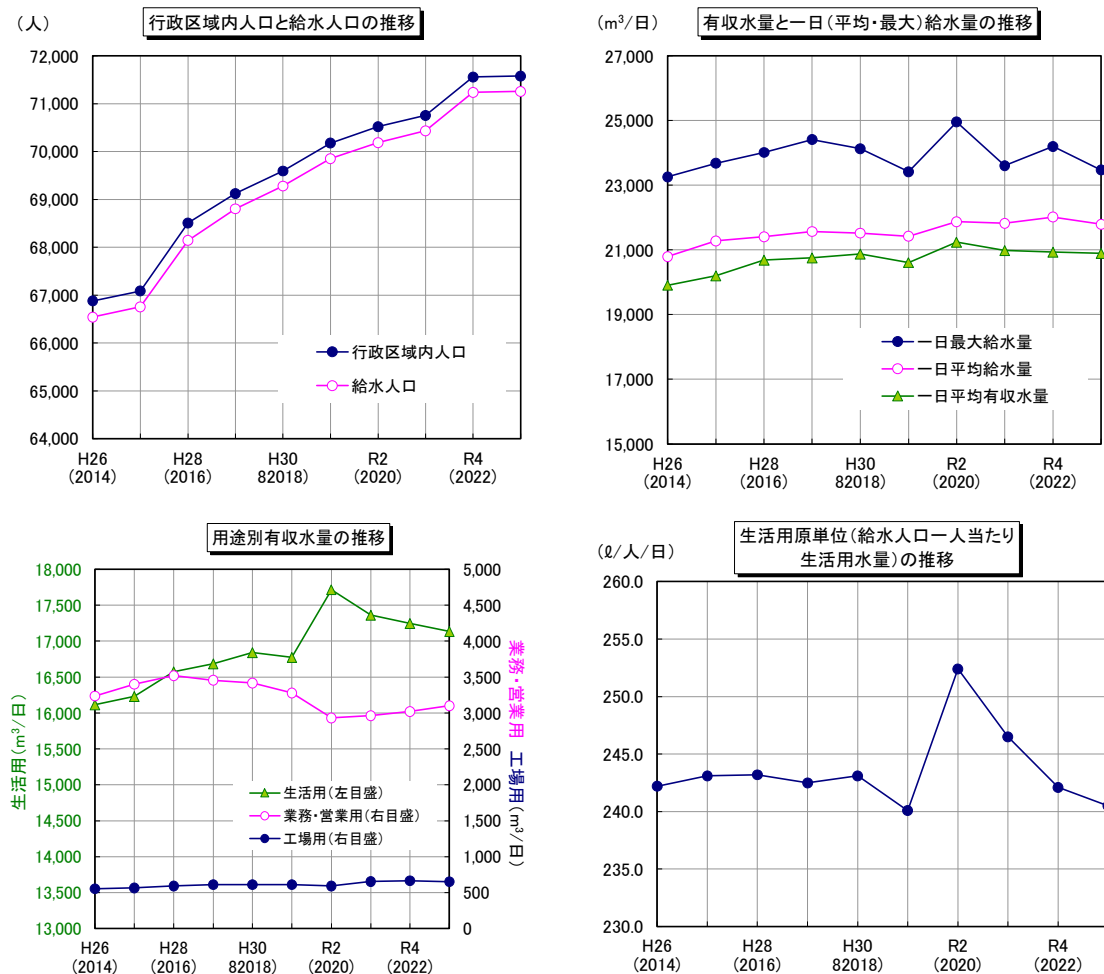 行政区域内人口と給水人口の推移
(人)
72,000
71,000
70,000
69,000
68,000
67,000
66,000
65,000
64,000
行政区域内人口
給水人口
H26 H28 H30 R2 R4
(2014) (2016) 82018) (2020) (2022)
有収水量と一日(平均・最大)給水量の推移
(m³/日)
27,000
25,000
23,000
21,000
19,000
17,000
15,000
一日最大給水量
一日平均給水量
一日平均有収水量
H26 H28 H30 R2 R4
(2014) (2016) 82018) (2020) (2022)
用途別有収水量の推移
生活用(m³/日)
18,000
17,500
17,000
16,500
16,000
15,500
15,000
14,500
14,000
13,500
13,000
5,000
4,500
4,000
3,500
3,000
2,500
2,000
1,500
1,000
500
0
業務・営業用 工場用(m³/日)
生活用(左目盛)
業務・営業用(右目盛)
工場用(右目盛)
H26 H28 H30 R2 R4
(2014) (2016) 82018) (2020) (2022)
生活用原単位(給水人口一人当たり
生活用水量)の推移
(ℓ/人/日)
260.0
255.0
250.0
245.0
240.0
235.0
230.0
H26 H28 H30 R2 R4
(2014) (2016) 82018) (2020) (2022)